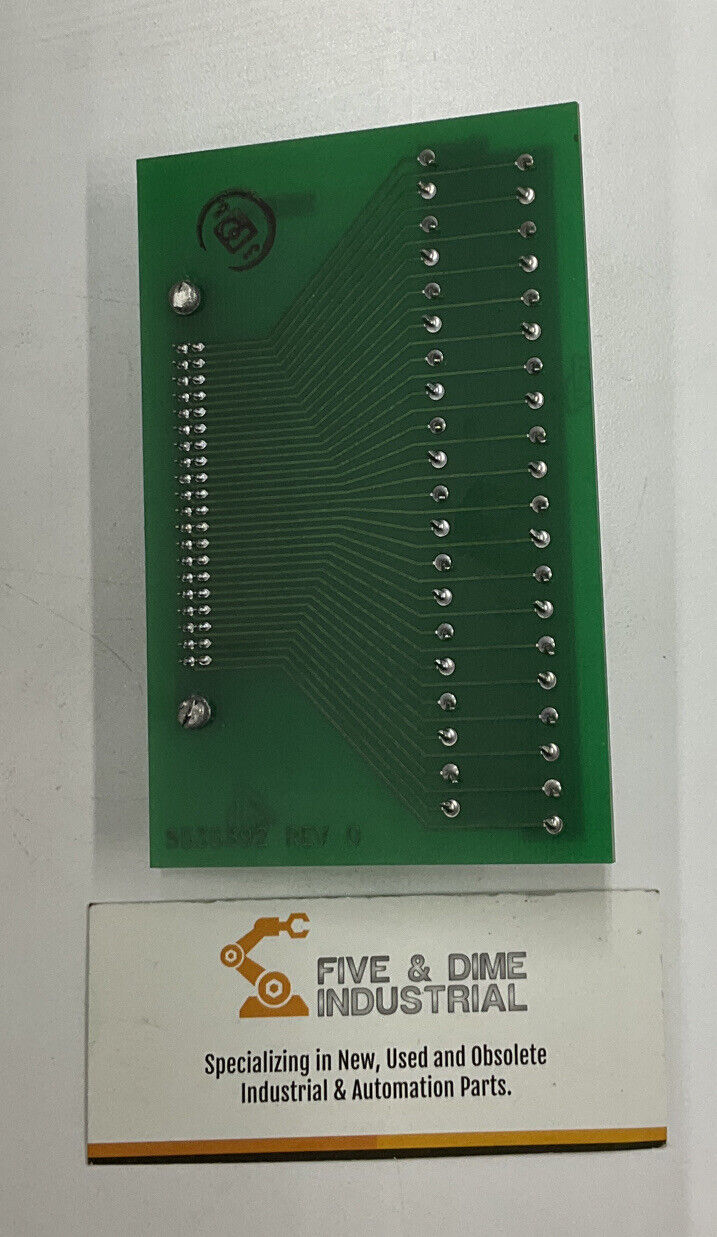 REV 0
FIVE & DIME
INDUSTRIAL
Specializing in New, Used and Obsolete
Industrial & Automation Parts.